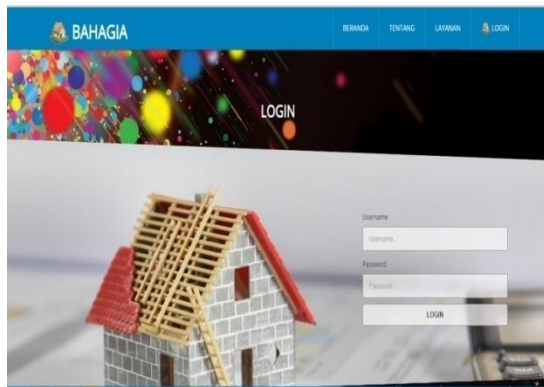 BAHAGIA
BERANDA TENTANG LAYANAN LOGIN
LOGIN
Username
Username..
Password
Password
LOGIN